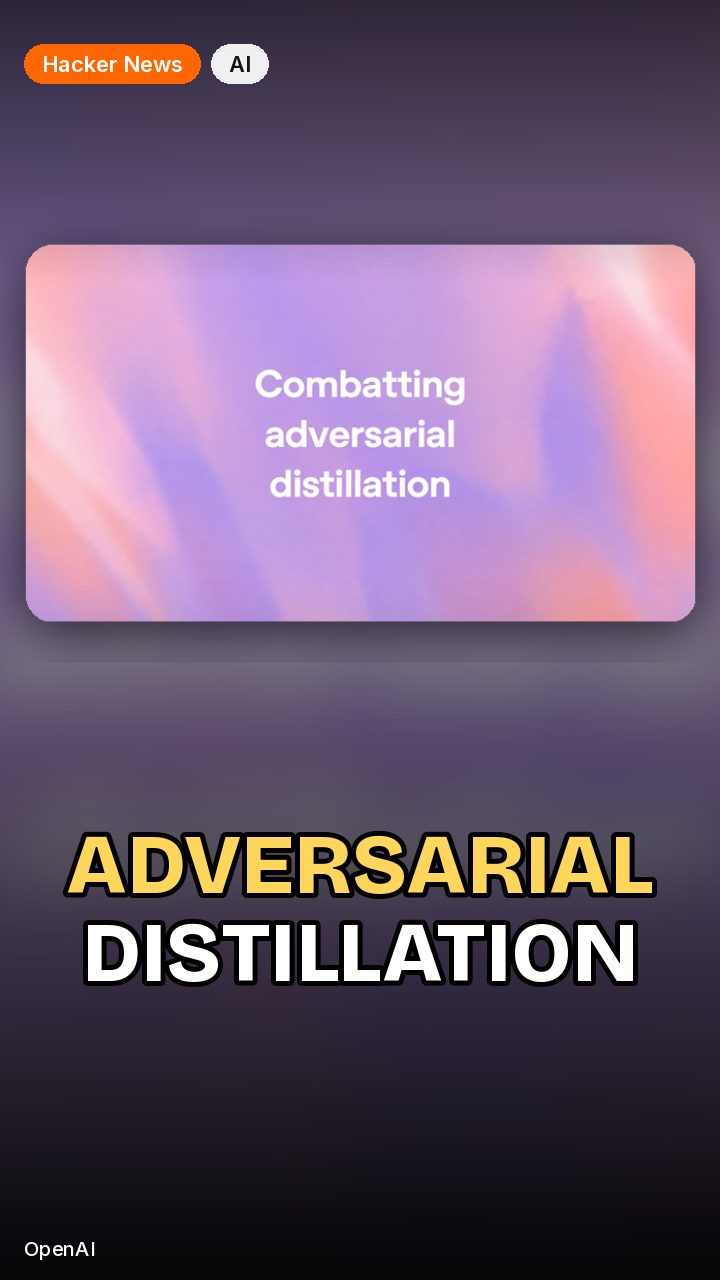 Hacker News AI
Combatting
adversarial
distillation
ADVERSARIAL
DISTILLATION
OpenAI